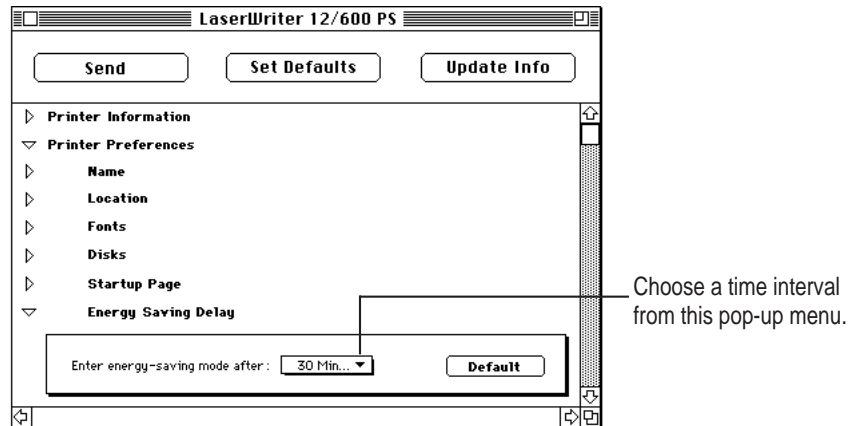 LaserWriter 12/600 PS
Send Set Defaults Update Info
Printer Information
Printer Preferences
Name
Location
Fonts
Disks
Startup Page
Energy Saving Delay
Enter energy-saving mode after: 30 Min... Default
Choose a time interval
from this pop-up menu.